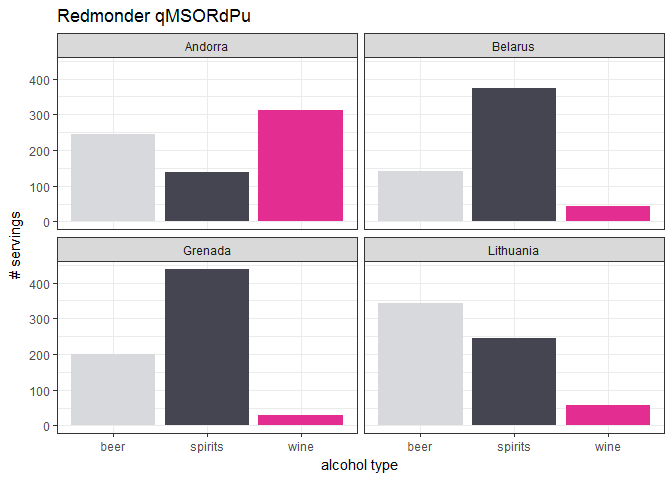 Redmonder qMSORdPu
Andorra
Belarus
400
300
200
100
0
Grenada
Lithuania
400
300
200
100
0
# servings
beer
spirits
wine
beer
spirits
wine
alcohol type